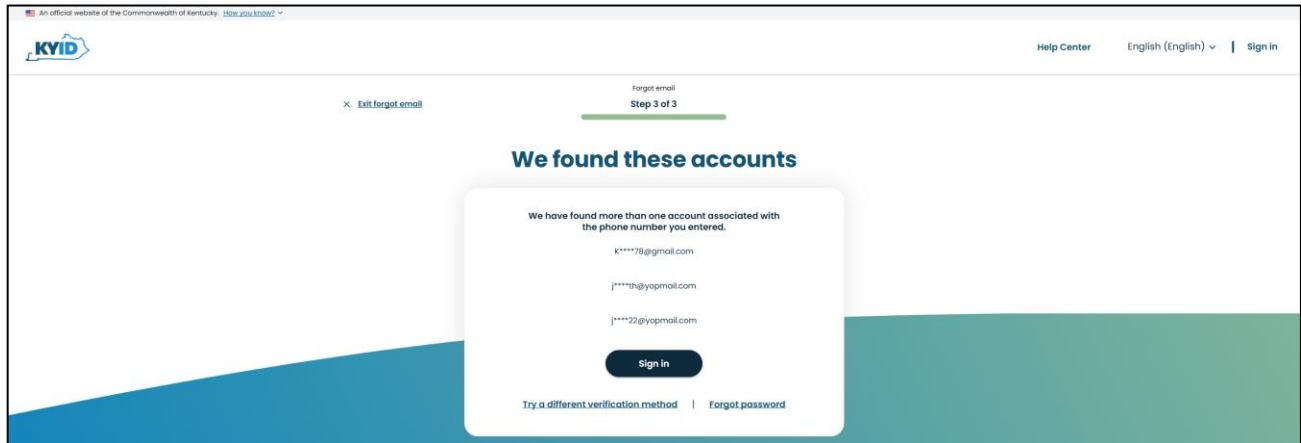 An official website of the Commonwealth of Kentucky. How you know?
KYID
Help Center English (English) | Sign in
Forgot email
X Exit forgot email
Step 3 of 3
We found these accounts
We have found more than one account associated with
the phone number you entered.
K****78@gmail.com
j****th@yopmail.com
j****22@yopmail.com
Sign in
Try a different verification method | Forgot password